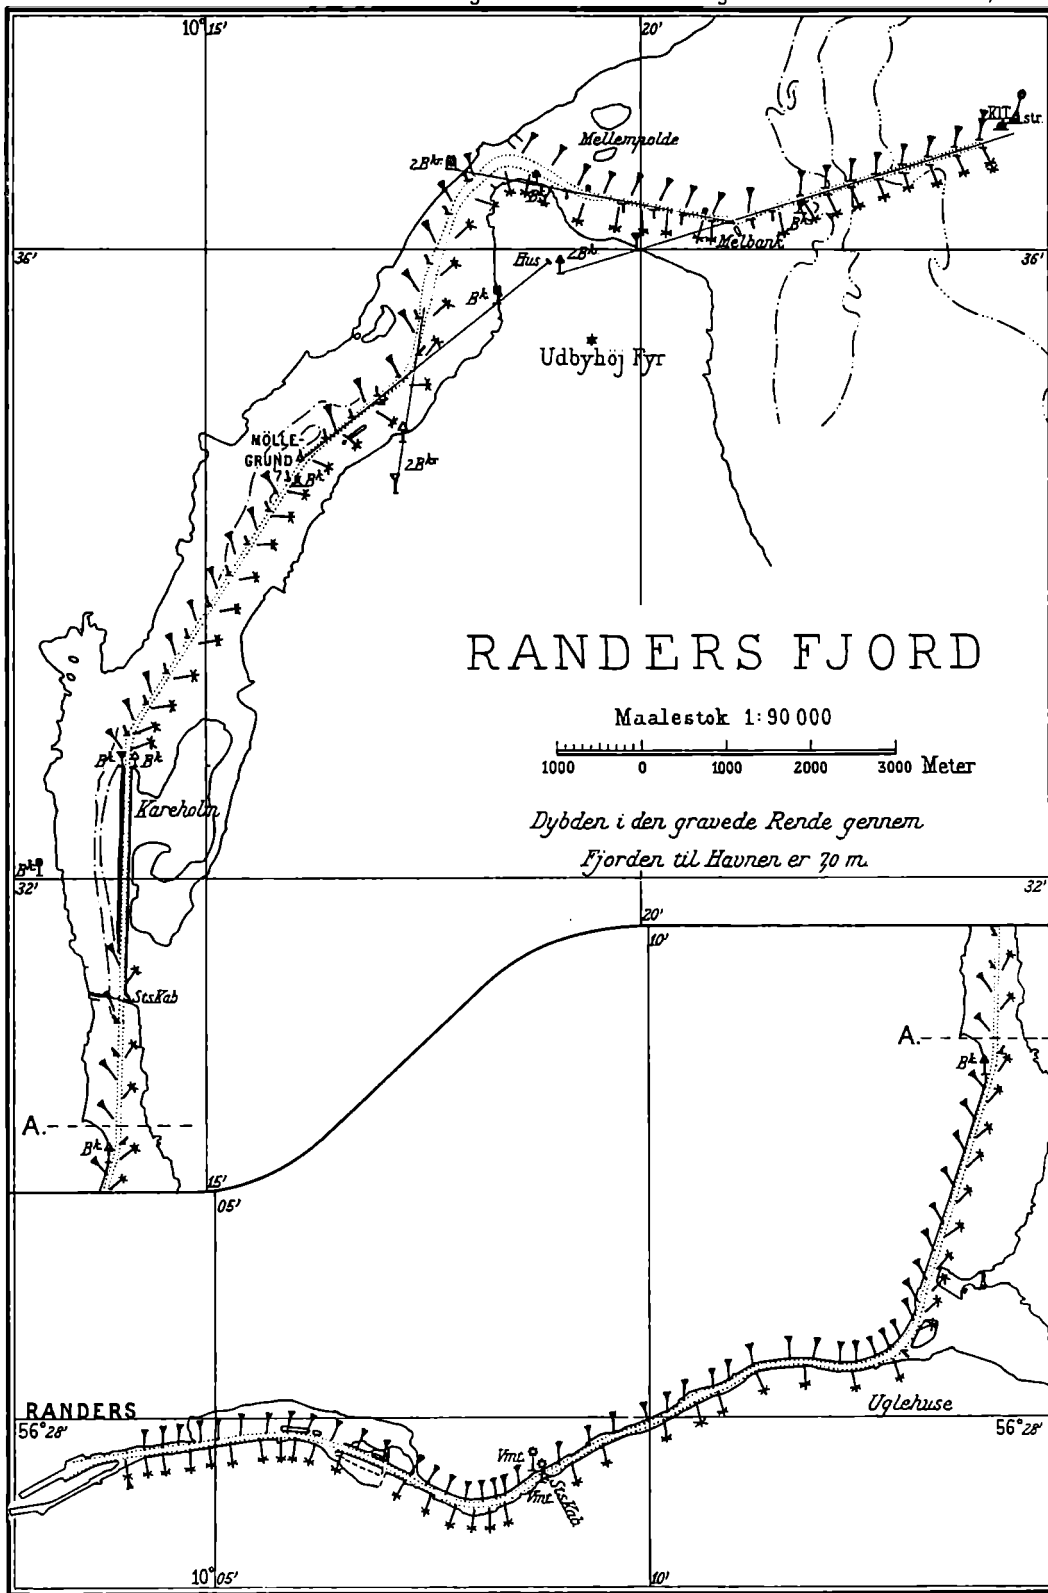 10° 15'
20'
KIT
str.
Mellempolde
2Bkr.
Bk
Bk
Melbank
36'
Hus
2Bk.
36'
Bk
Udbyhöj Fyr
MÖLLE-
GRUND
Bk
2Bkr
RANDERS FJORD
Maalestok 1:90 000
1000 0 1000 2000 3000 Meter
Bk
Bk
Kareholm
Dybden i den gravede Rende gennem
Fjorden til Havnen er 7,0 m.
Bk
32'
32'
20'
10'
StsKab
A.
A.
Bk
Bk
15'
05'
RANDERS
56° 28'
Uglehuse
56° 28'
Vmt.
Vmt.
StsKab
10° 05'
10'